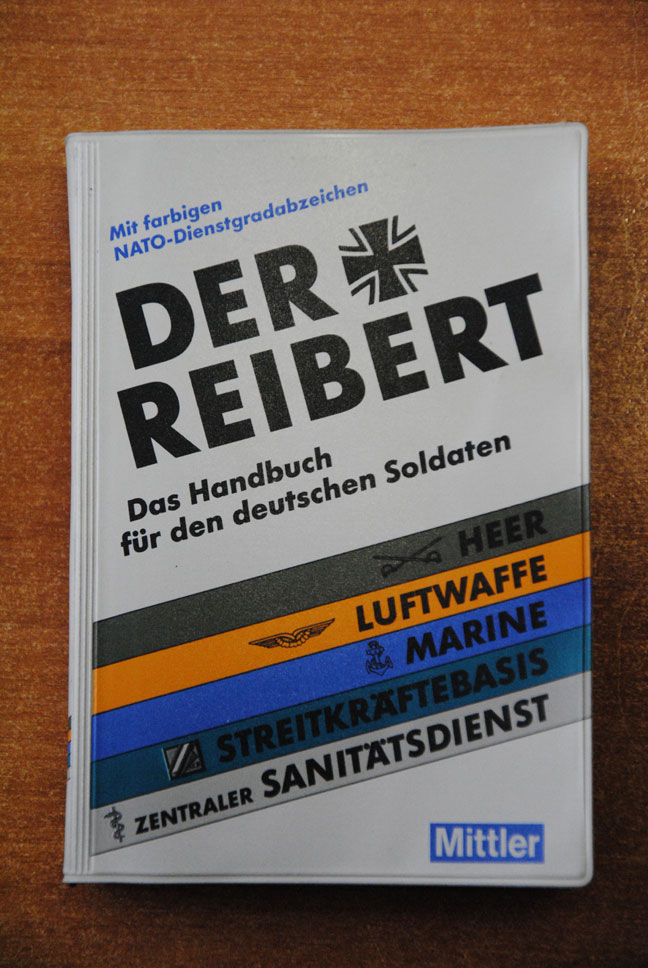 Mit farbigen
NATO-Dienstgradabzeichen
DER
REIBERT
Das Handbuch
für den deutschen Soldaten
HEER
LUFTWAFFE
MARINE
STREITKRÄFTEBASIS
ZENTRALER SANITÄTSDIENST
Mittler